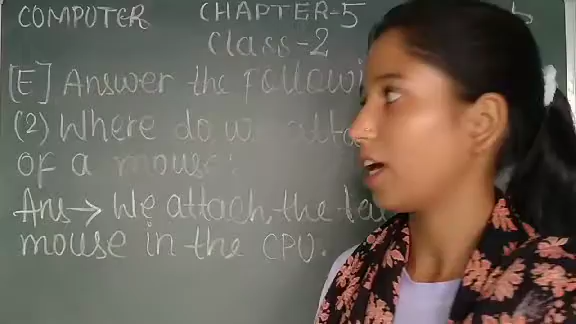 COMPUTER CHAPTER-5
Class-2
[E] Answer the
(2) Where do
of a mouse?
Ans → We attach, the
mouse in the CPU.